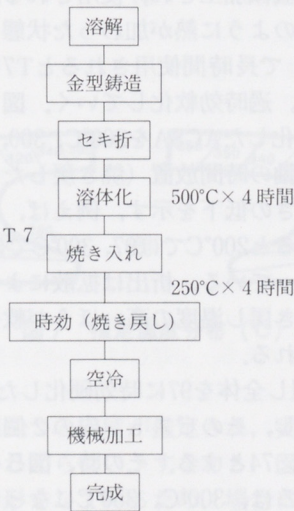 溶解
金型鋳造
セキ折
溶体化
500℃×4時間
T7
焼き入れ
250℃×4時間
時効（焼き戻し）
空冷
機械加工
完成